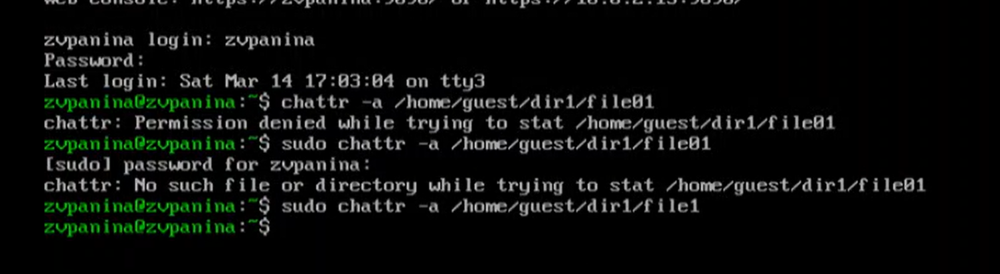 zvpanina login: zvpanina
Password:
Last login: Sat Mar 14 17:03:04 on tty3
zvpanina@zvpanina:~$ chattr -a /home/guest/dir1/file01
chattr: Permission denied while trying to stat /home/guest/dir1/file01
zvpanina@zvpanina:~$ sudo chattr -a /home/guest/dir1/file01
[sudo] password for zvpanina:
chattr: No such file or directory while trying to stat /home/guest/dir1/file01
zvpanina@zvpanina:~$ sudo chattr -a /home/guest/dir1/file1
zvpanina@zvpanina:~$